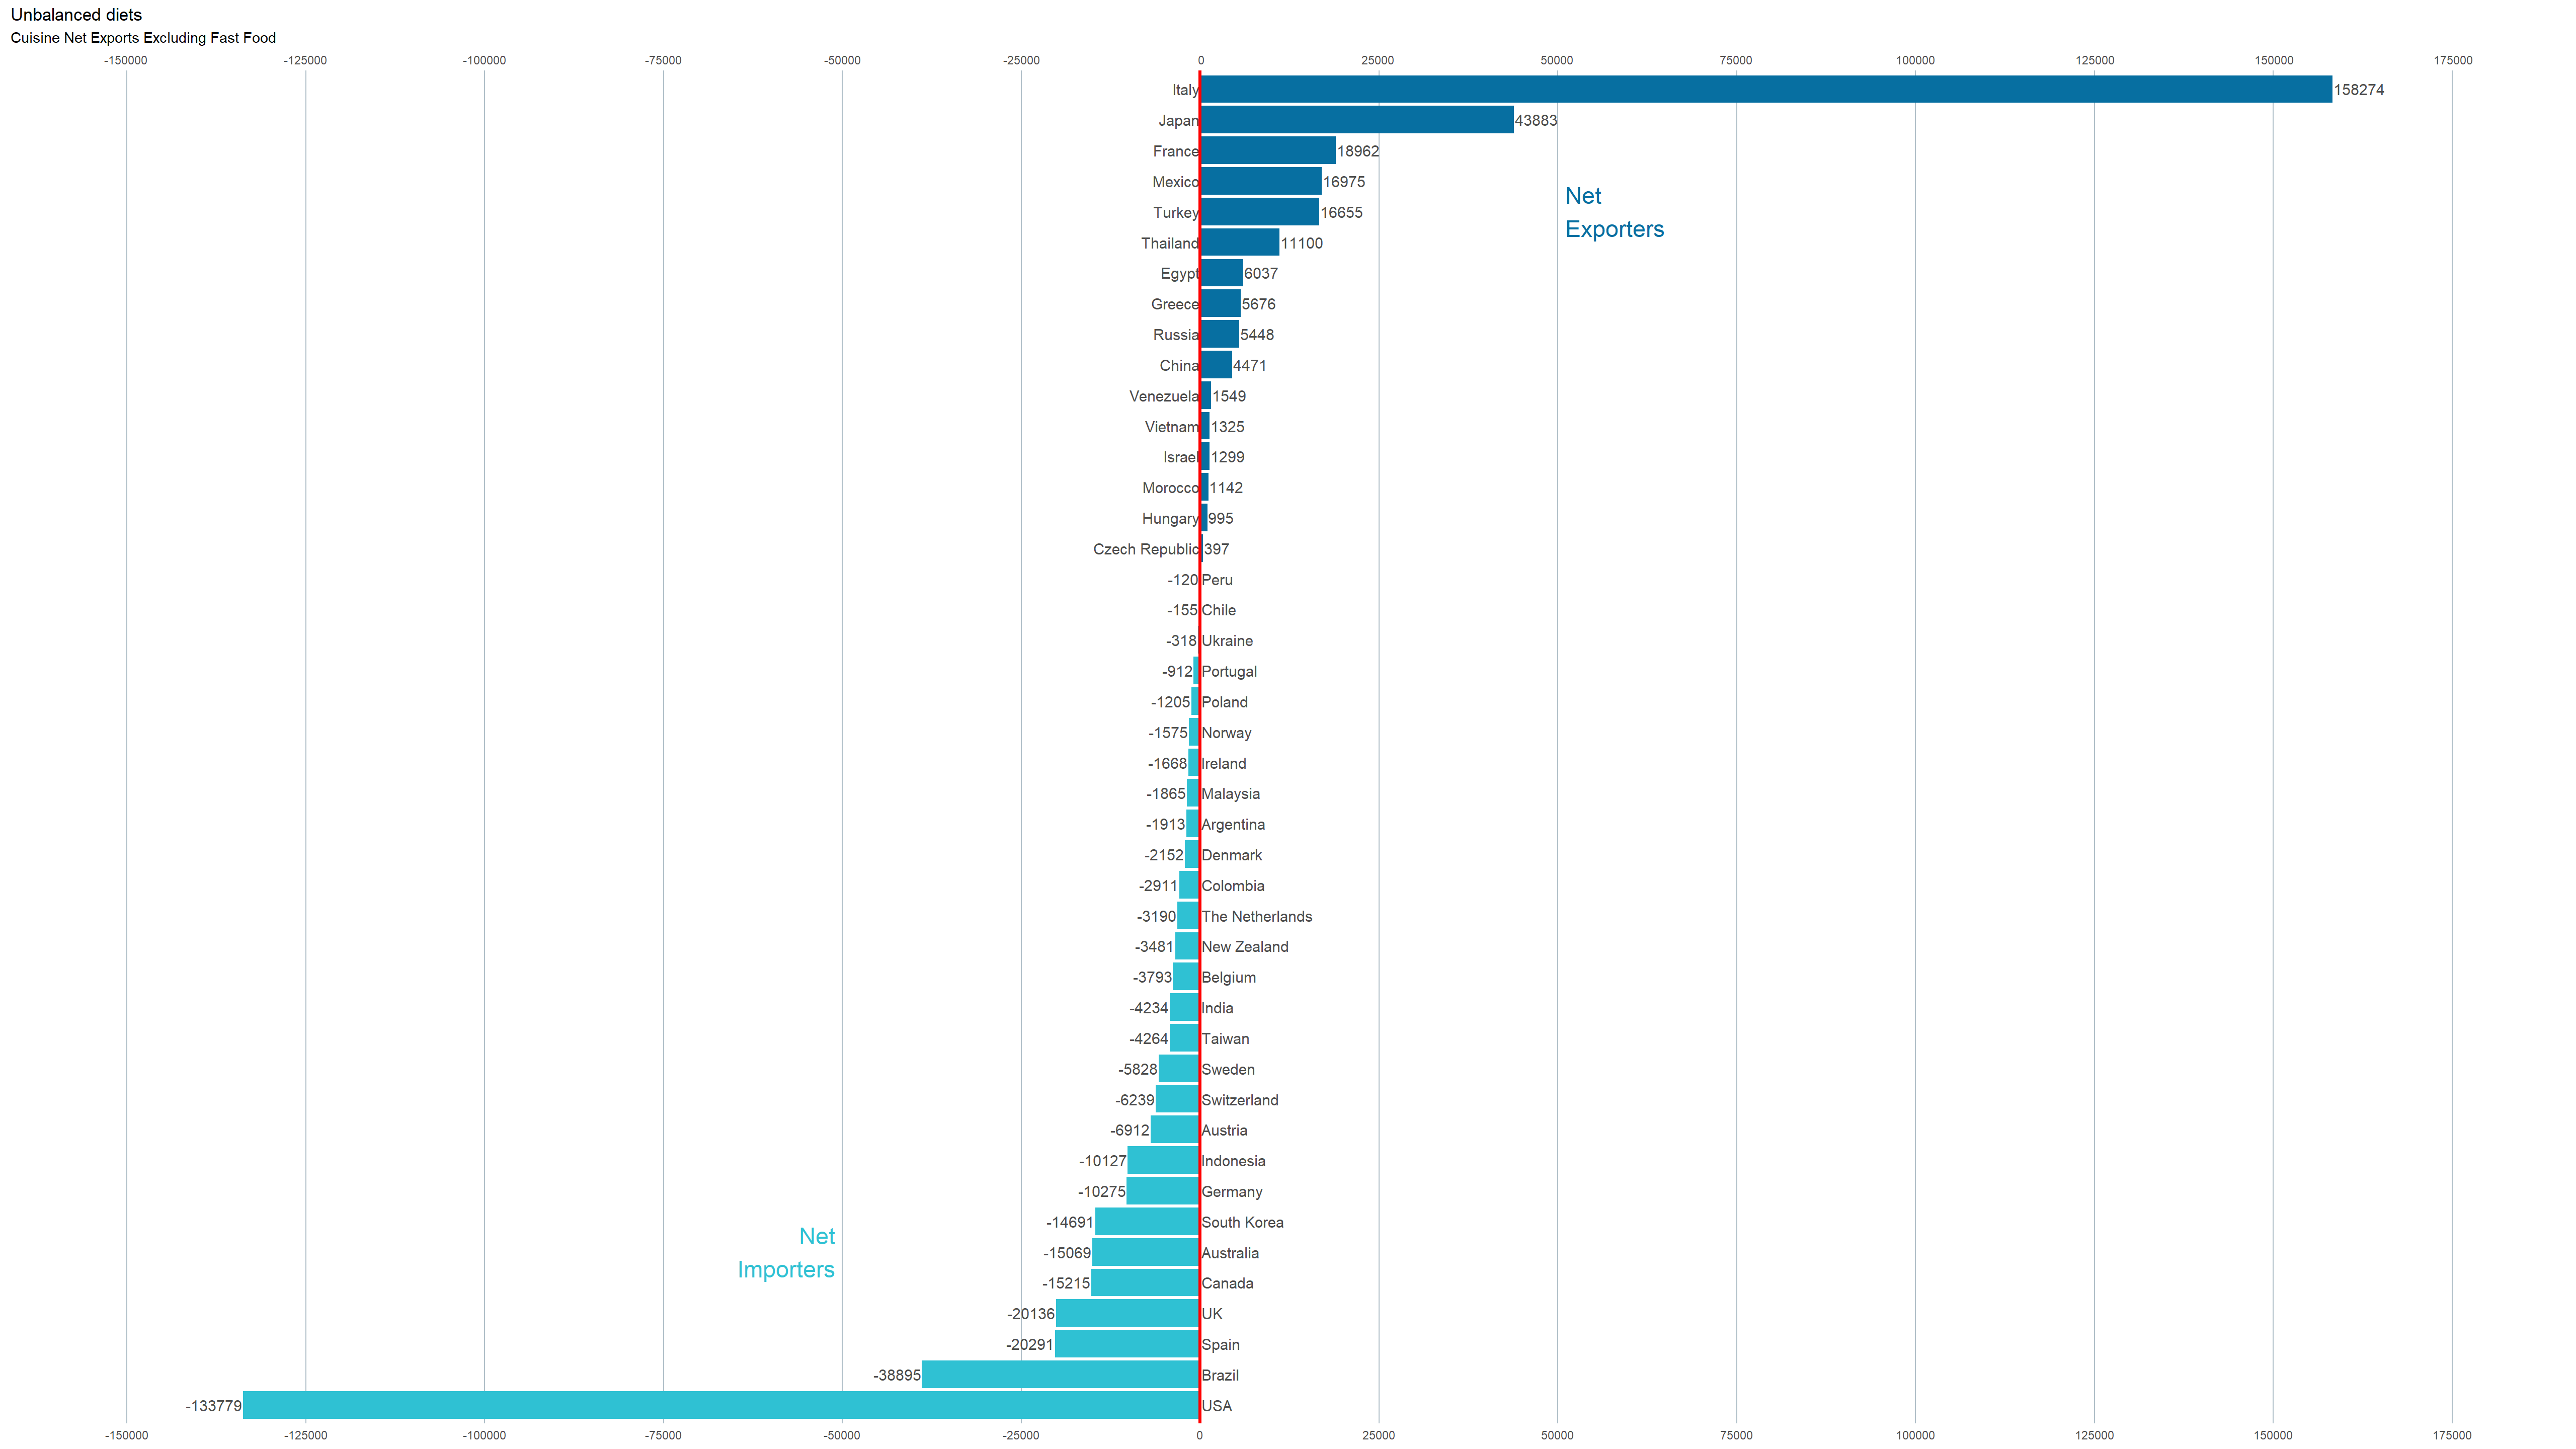 Unbalanced diets
Cuisine Net Exports Excluding Fast Food
-150000 -125000 -100000 -75000 -50000 -25000 0 25000 50000 75000 100000 125000 150000 175000
Italy 158274
Japan 43883
France 18962
Mexico 16975
Net
Turkey 16655
Exporters
Thailand 11100
Egypt 6037
Greece 5676
Russia 5448
China 4471
Venezuela 1549
Vietnam 1325
Israel 1299
Morocco 1142
Hungary 995
Czech Republic 397
-120 Peru
-155 Chile
-318 Ukraine
-912 Portugal
-1205 Poland
-1575 Norway
-1668 Ireland
-1865 Malaysia
-1913 Argentina
-2152 Denmark
-2911 Colombia
-3190 The Netherlands
-3481 New Zealand
-3793 Belgium
-4234 India
-4264 Taiwan
-5828 Sweden
-6239 Switzerland
-6912 Austria
-10127 Indonesia
-10275 Germany
-14691 South Korea
Net
-15069 Australia
Importers
-15215 Canada
-20136 UK
-20291 Spain
-38895 Brazil
-133779 USA
-150000 -125000 -100000 -75000 -50000 -25000 0 25000 50000 75000 100000 125000 150000 175000